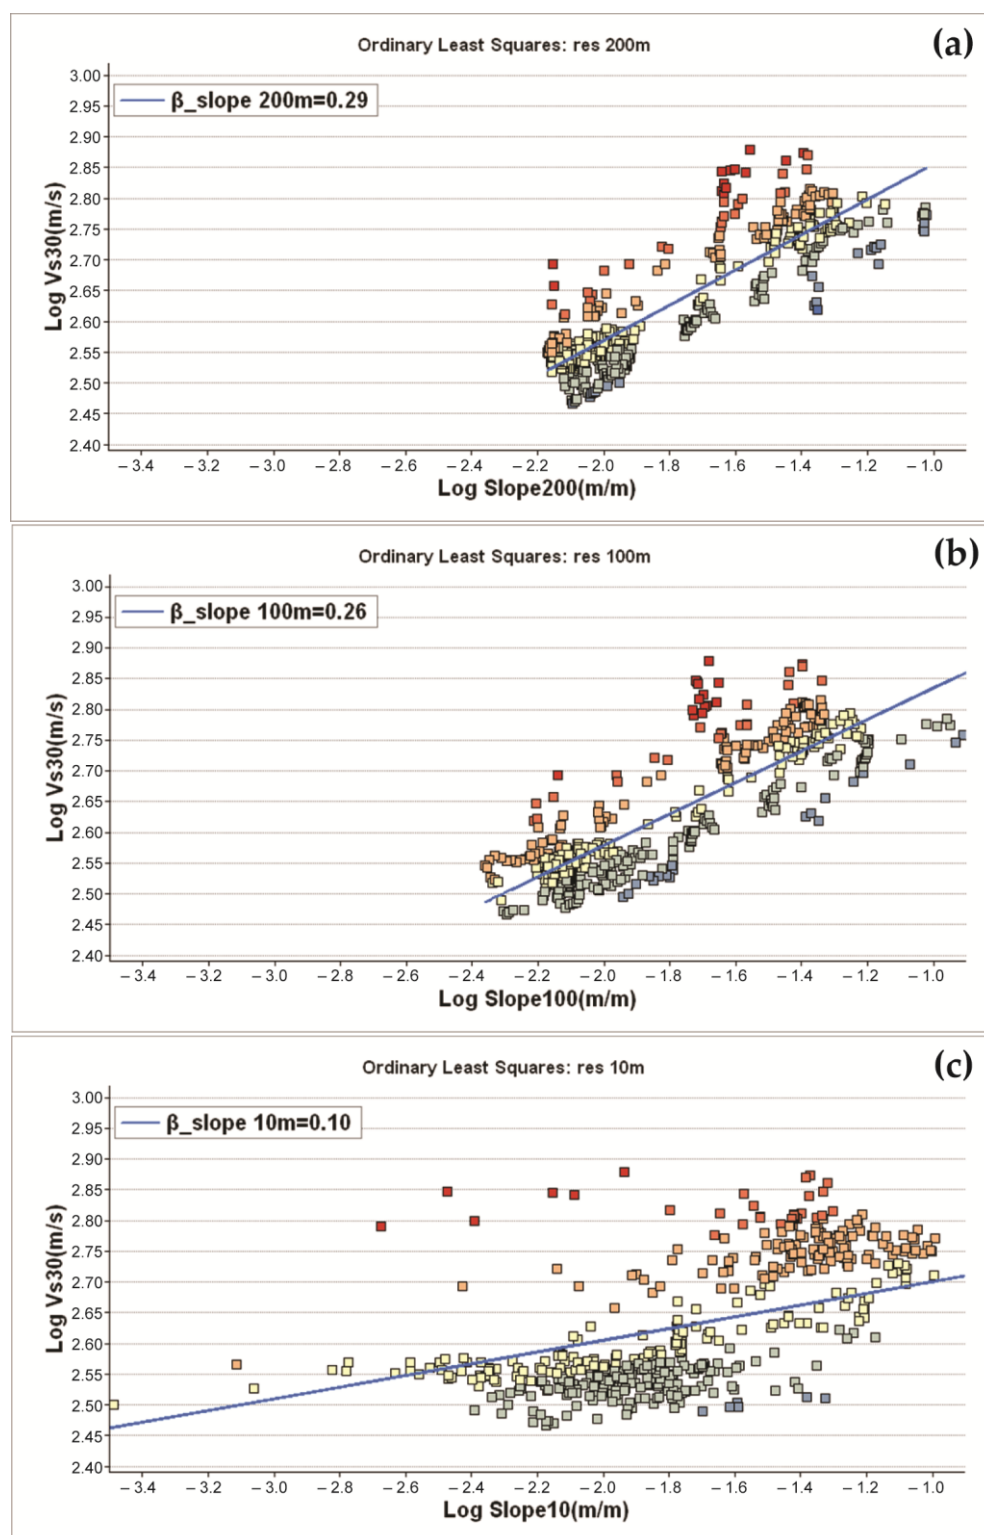 Ordinary Least Squares: res 200m
(a)
β_slope 200m=0.29
3.00
2.95
2.90
2.85
2.80
2.75
2.70
2.65
2.60
2.55
2.50
2.45
2.40
Log Vs30(m/s)
– 3.4 – 3.2 – 3.0 – 2.8 – 2.6 – 2.4 – 2.2 – 2.0 – 1.8 – 1.6 – 1.4 – 1.2 – 1.0
Log Slope200(m/m)
Ordinary Least Squares: res 100m
(b)
β_slope 100m=0.26
3.00
2.95
2.90
2.85
2.80
2.75
2.70
2.65
2.60
2.55
2.50
2.45
2.40
Log Vs30(m/s)
– 3.4 – 3.2 – 3.0 – 2.8 – 2.6 – 2.4 – 2.2 – 2.0 – 1.8 – 1.6 – 1.4 – 1.2 – 1.0
Log Slope100(m/m)
Ordinary Least Squares: res 10m
(c)
β_slope 10m=0.10
3.00
2.95
2.90
2.85
2.80
2.75
2.70
2.65
2.60
2.55
2.50
2.45
2.40
Log Vs30(m/s)
– 3.4 – 3.2 – 3.0 – 2.8 – 2.6 – 2.4 – 2.2 – 2.0 – 1.8 – 1.6 – 1.4 – 1.2 – 1.0
Log Slope10(m/m)